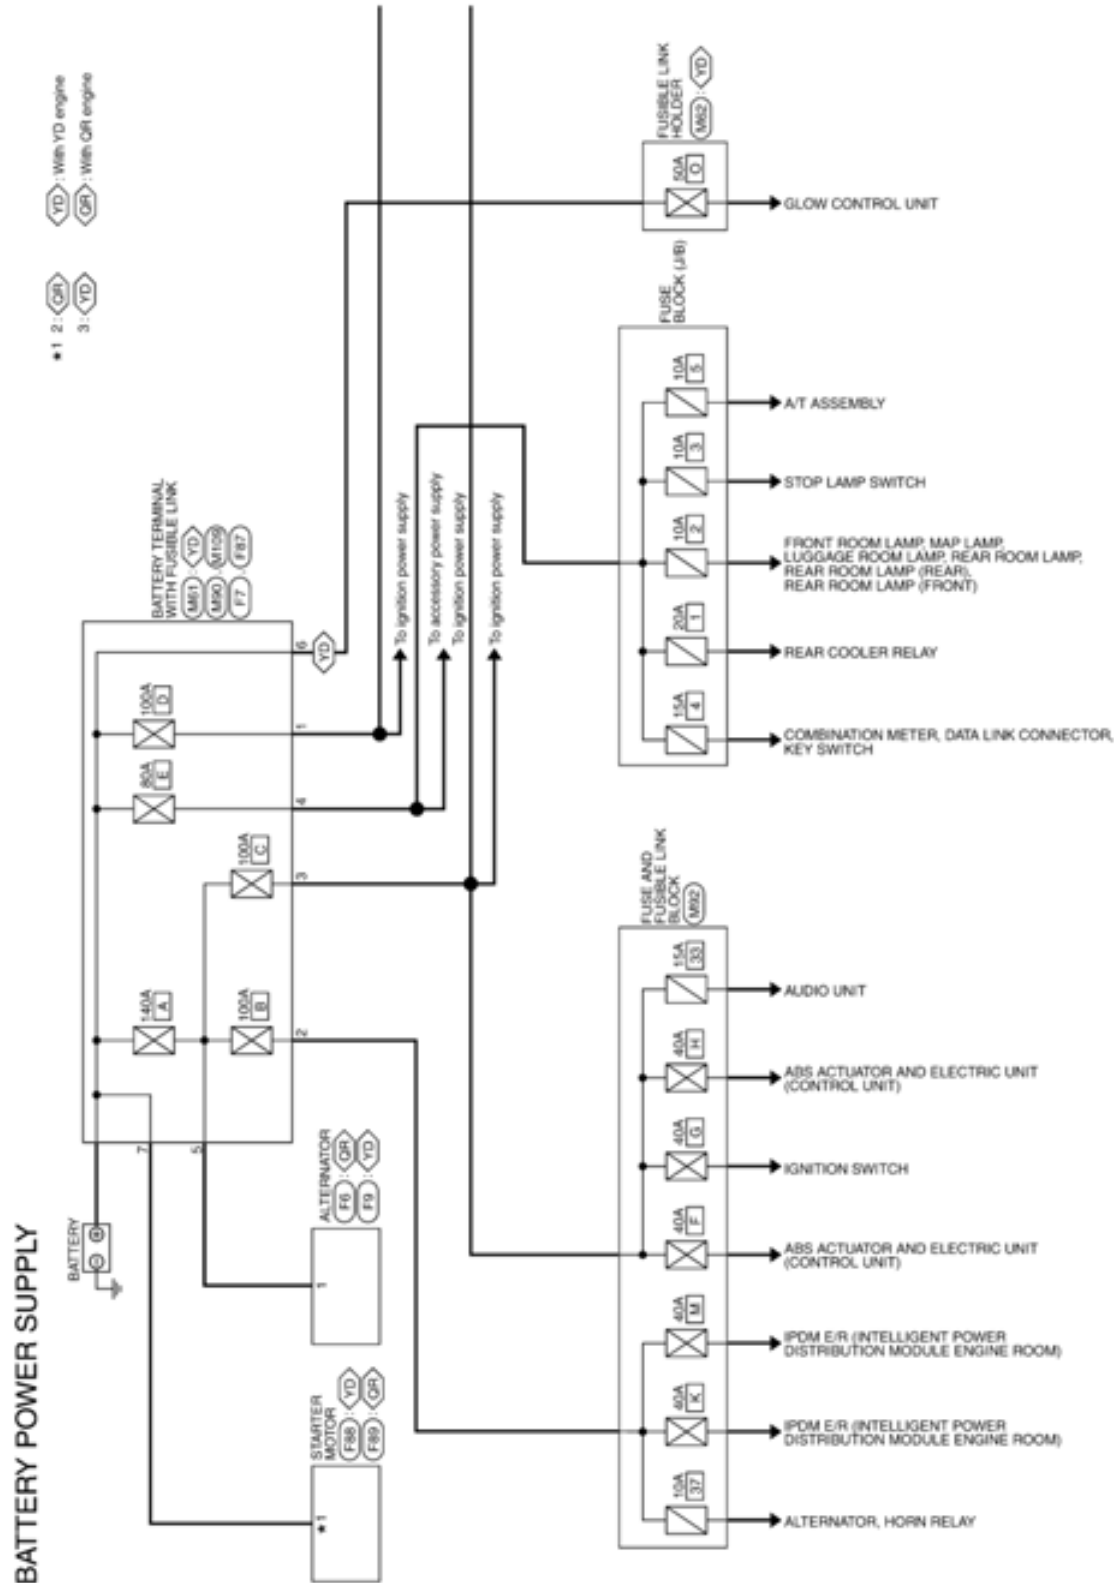 BATTERY POWER SUPPLY
YD : With YD engine
QR : With QR engine
*1 2 : QR
3 : YD
BATTERY
BATTERY TERMINAL
WITH FUSIBLE LINK
M61 : YD
M90 M109
F7 F87
140A
A
100A
B
100A
C
80A
E
100A
D
7
5
2
3
4
1
6
YD
STARTER
MOTOR
F88 : YD
F89 : QR
*1
ALTERNATOR
F6 : QR
F9 : YD
1
To ignition power supply
To accessory power supply
To ignition power supply
To ignition power supply
FUSIBLE LINK
HOLDER
M62 : YD
50A
O
GLOW CONTROL UNIT
FUSE
BLOCK (J/B)
10A
5
A/T ASSEMBLY
10A
3
STOP LAMP SWITCH
10A
2
FRONT ROOM LAMP, MAP LAMP,
LUGGAGE ROOM LAMP, REAR ROOM LAMP,
REAR ROOM LAMP (REAR),
REAR ROOM LAMP (FRONT)
20A
1
REAR COOLER RELAY
15A
4
COMBINATION METER, DATA LINK CONNECTOR,
KEY SWITCH
FUSE AND
FUSIBLE LINK
BLOCK
M92
15A
33
AUDIO UNIT
40A
H
ABS ACTUATOR AND ELECTRIC UNIT
(CONTROL UNIT)
40A
G
IGNITION SWITCH
40A
F
ABS ACTUATOR AND ELECTRIC UNIT
(CONTROL UNIT)
40A
M
IPDM E/R (INTELLIGENT POWER
DISTRIBUTION MODULE ENGINE ROOM)
40A
K
IPDM E/R (INTELLIGENT POWER
DISTRIBUTION MODULE ENGINE ROOM)
10A
37
ALTERNATOR, HORN RELAY